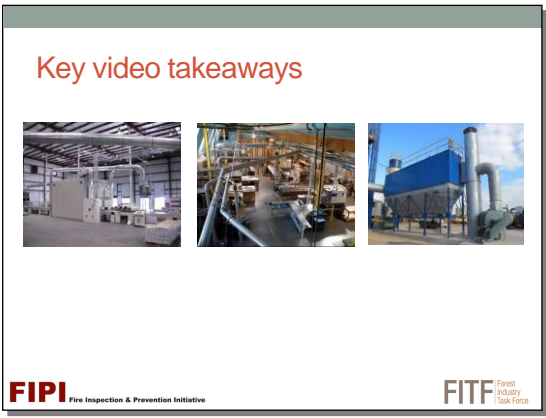 Key video takeaways
FIPI Fire Inspection & Prevention Initiative
FITF Forest
Industry
Task Force